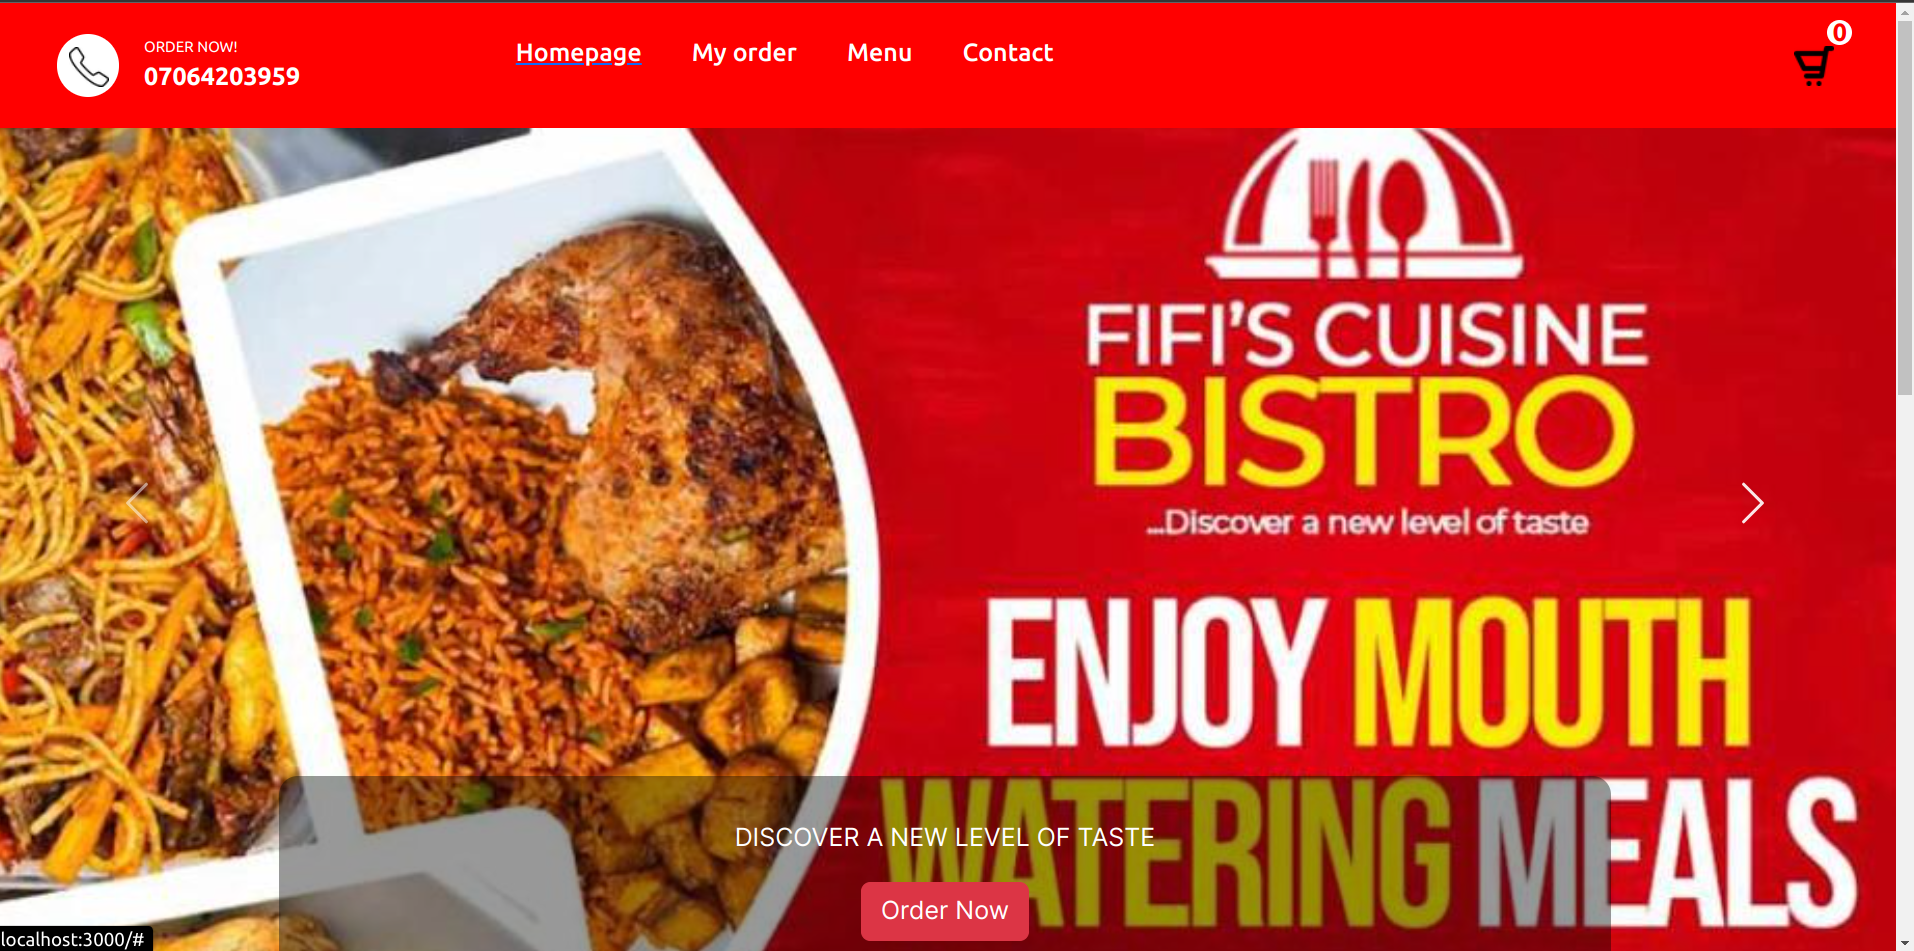 ORDER NOW!
07064203959
Homepage My order Menu Contact
0
FIFI'S CUISINE
BISTRO
...Discover a new level of taste
ENJOY MOUTH
WATERING MEALS
DISCOVER A NEW LEVEL OF TASTE
Order Now
localhost:3000/#